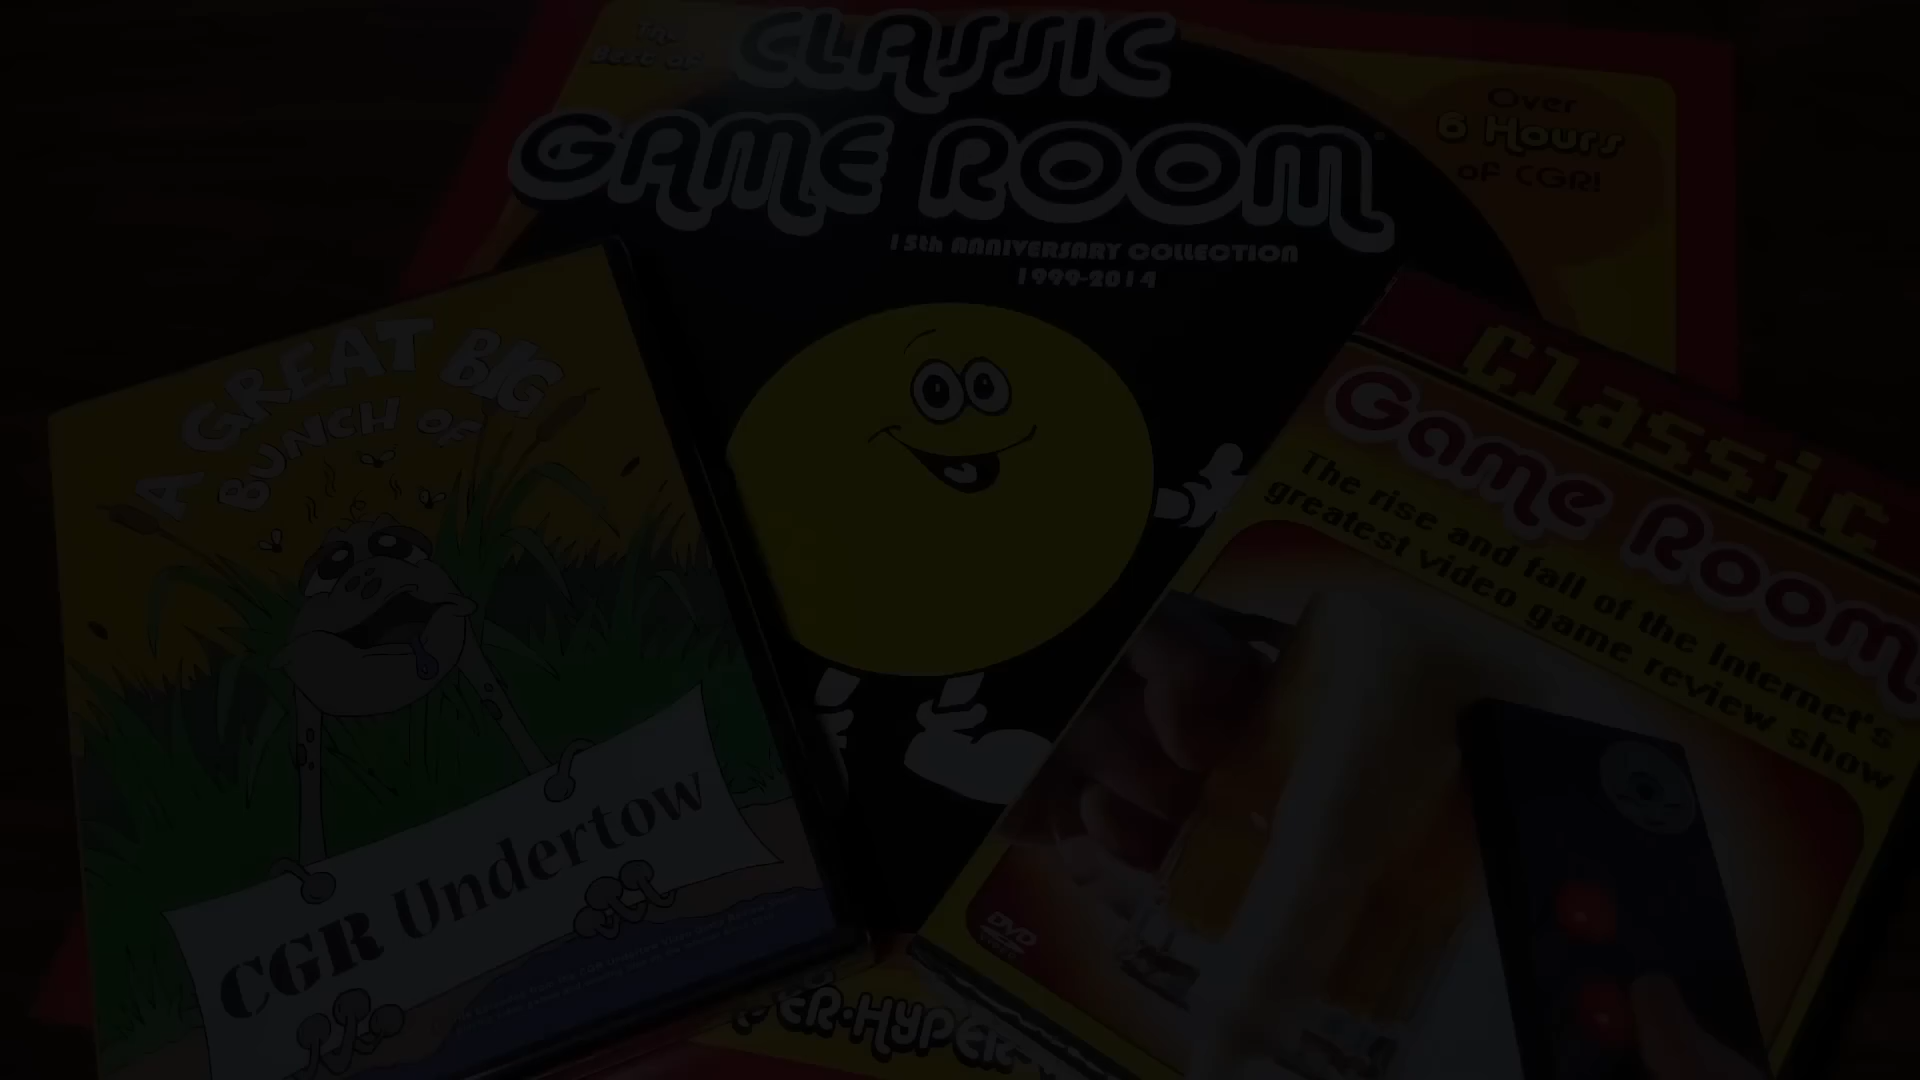 The
Best of
CLASSIC
GAME ROOM
15th ANNIVERSARY COLLECTION
1999-2014
Over
6 Hours
of CGR!
A GREAT BIG
BUNCH OF
CGR Undertow
Classic
Game Room
The rise and fall of the Internet's
greatest video game review show
DVD
ER-HYPER